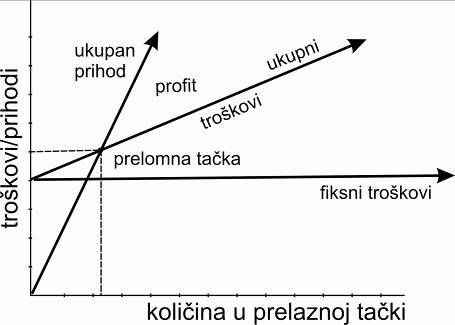 ukupan
prihod
profit
ukupni
troškovi
prelomna tačka
fiksni troškovi
troškovi/prihodi
količina u prelaznoj tački